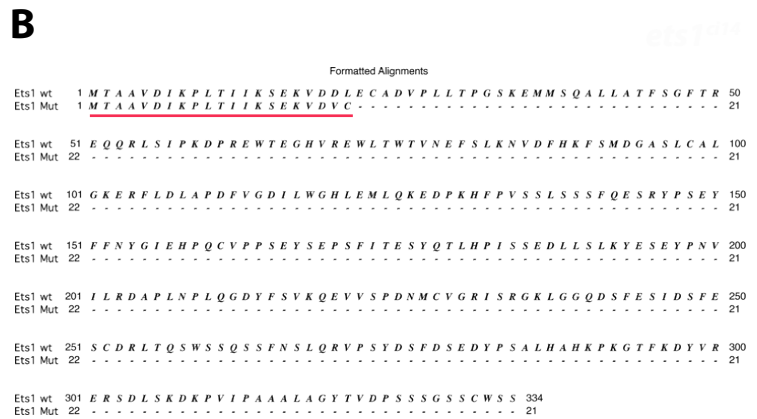 B
Formatted Alignments
Ets1 wt 1 M T A A V D I K P L T I I K S E K V D D L E C A D V P L L T P G S K E M M S Q A L L A T F S G F T R 50
Ets1 Mut 1 M T A A V D I K P L T I I K S E K V D V C - - - - - - - - - - - - - - - - - - - - - - - - - - - - - 21
Ets1 wt 51 E Q Q R L S I P K D P R E W T E G H V R E W L T W T V N E F S L K N V D F H K F S M D G A S L C A L 100
Ets1 Mut 22 - - - - - - - - - - - - - - - - - - - - - - - - - - - - - - - - - - - - - - - - - - - - - - - - - - 21
Ets1 wt 101 G K E R F L D L A P D F V G D I L W G H L E M L Q K E D P K H F P V S S L S S S F Q E S R Y P S E Y 150
Ets1 Mut 22 - - - - - - - - - - - - - - - - - - - - - - - - - - - - - - - - - - - - - - - - - - - - - - - - - - 21
Ets1 wt 151 F F N Y G I E H P Q C V P P S E Y S E P S F I T E S Y Q T L H P I S S E D L L S L K Y E S E Y P N V 200
Ets1 Mut 22 - - - - - - - - - - - - - - - - - - - - - - - - - - - - - - - - - - - - - - - - - - - - - - - - - - 21
Ets1 wt 201 I L R D A P L N P L Q G D Y F S V K Q E V V S P D N M C V G R I S R G K L G G Q D S F E S I D S F E 250
Ets1 Mut 22 - - - - - - - - - - - - - - - - - - - - - - - - - - - - - - - - - - - - - - - - - - - - - - - - - - 21
Ets1 wt 251 S C D R L T Q S W S S Q S S F N S L Q R V P S Y D S F D S E D Y P S A L H A H K P K G T F K D Y V R 300
Ets1 Mut 22 - - - - - - - - - - - - - - - - - - - - - - - - - - - - - - - - - - - - - - - - - - - - - - - - - - 21
Ets1 wt 301 E R S D L S K D K P V I P A A A L A G Y T V D P S S S G S S C W S S 334
Ets1 Mut 22 - - - - - - - - - - - - - - - - - - - - - - - - - - - - - - - - - - 21